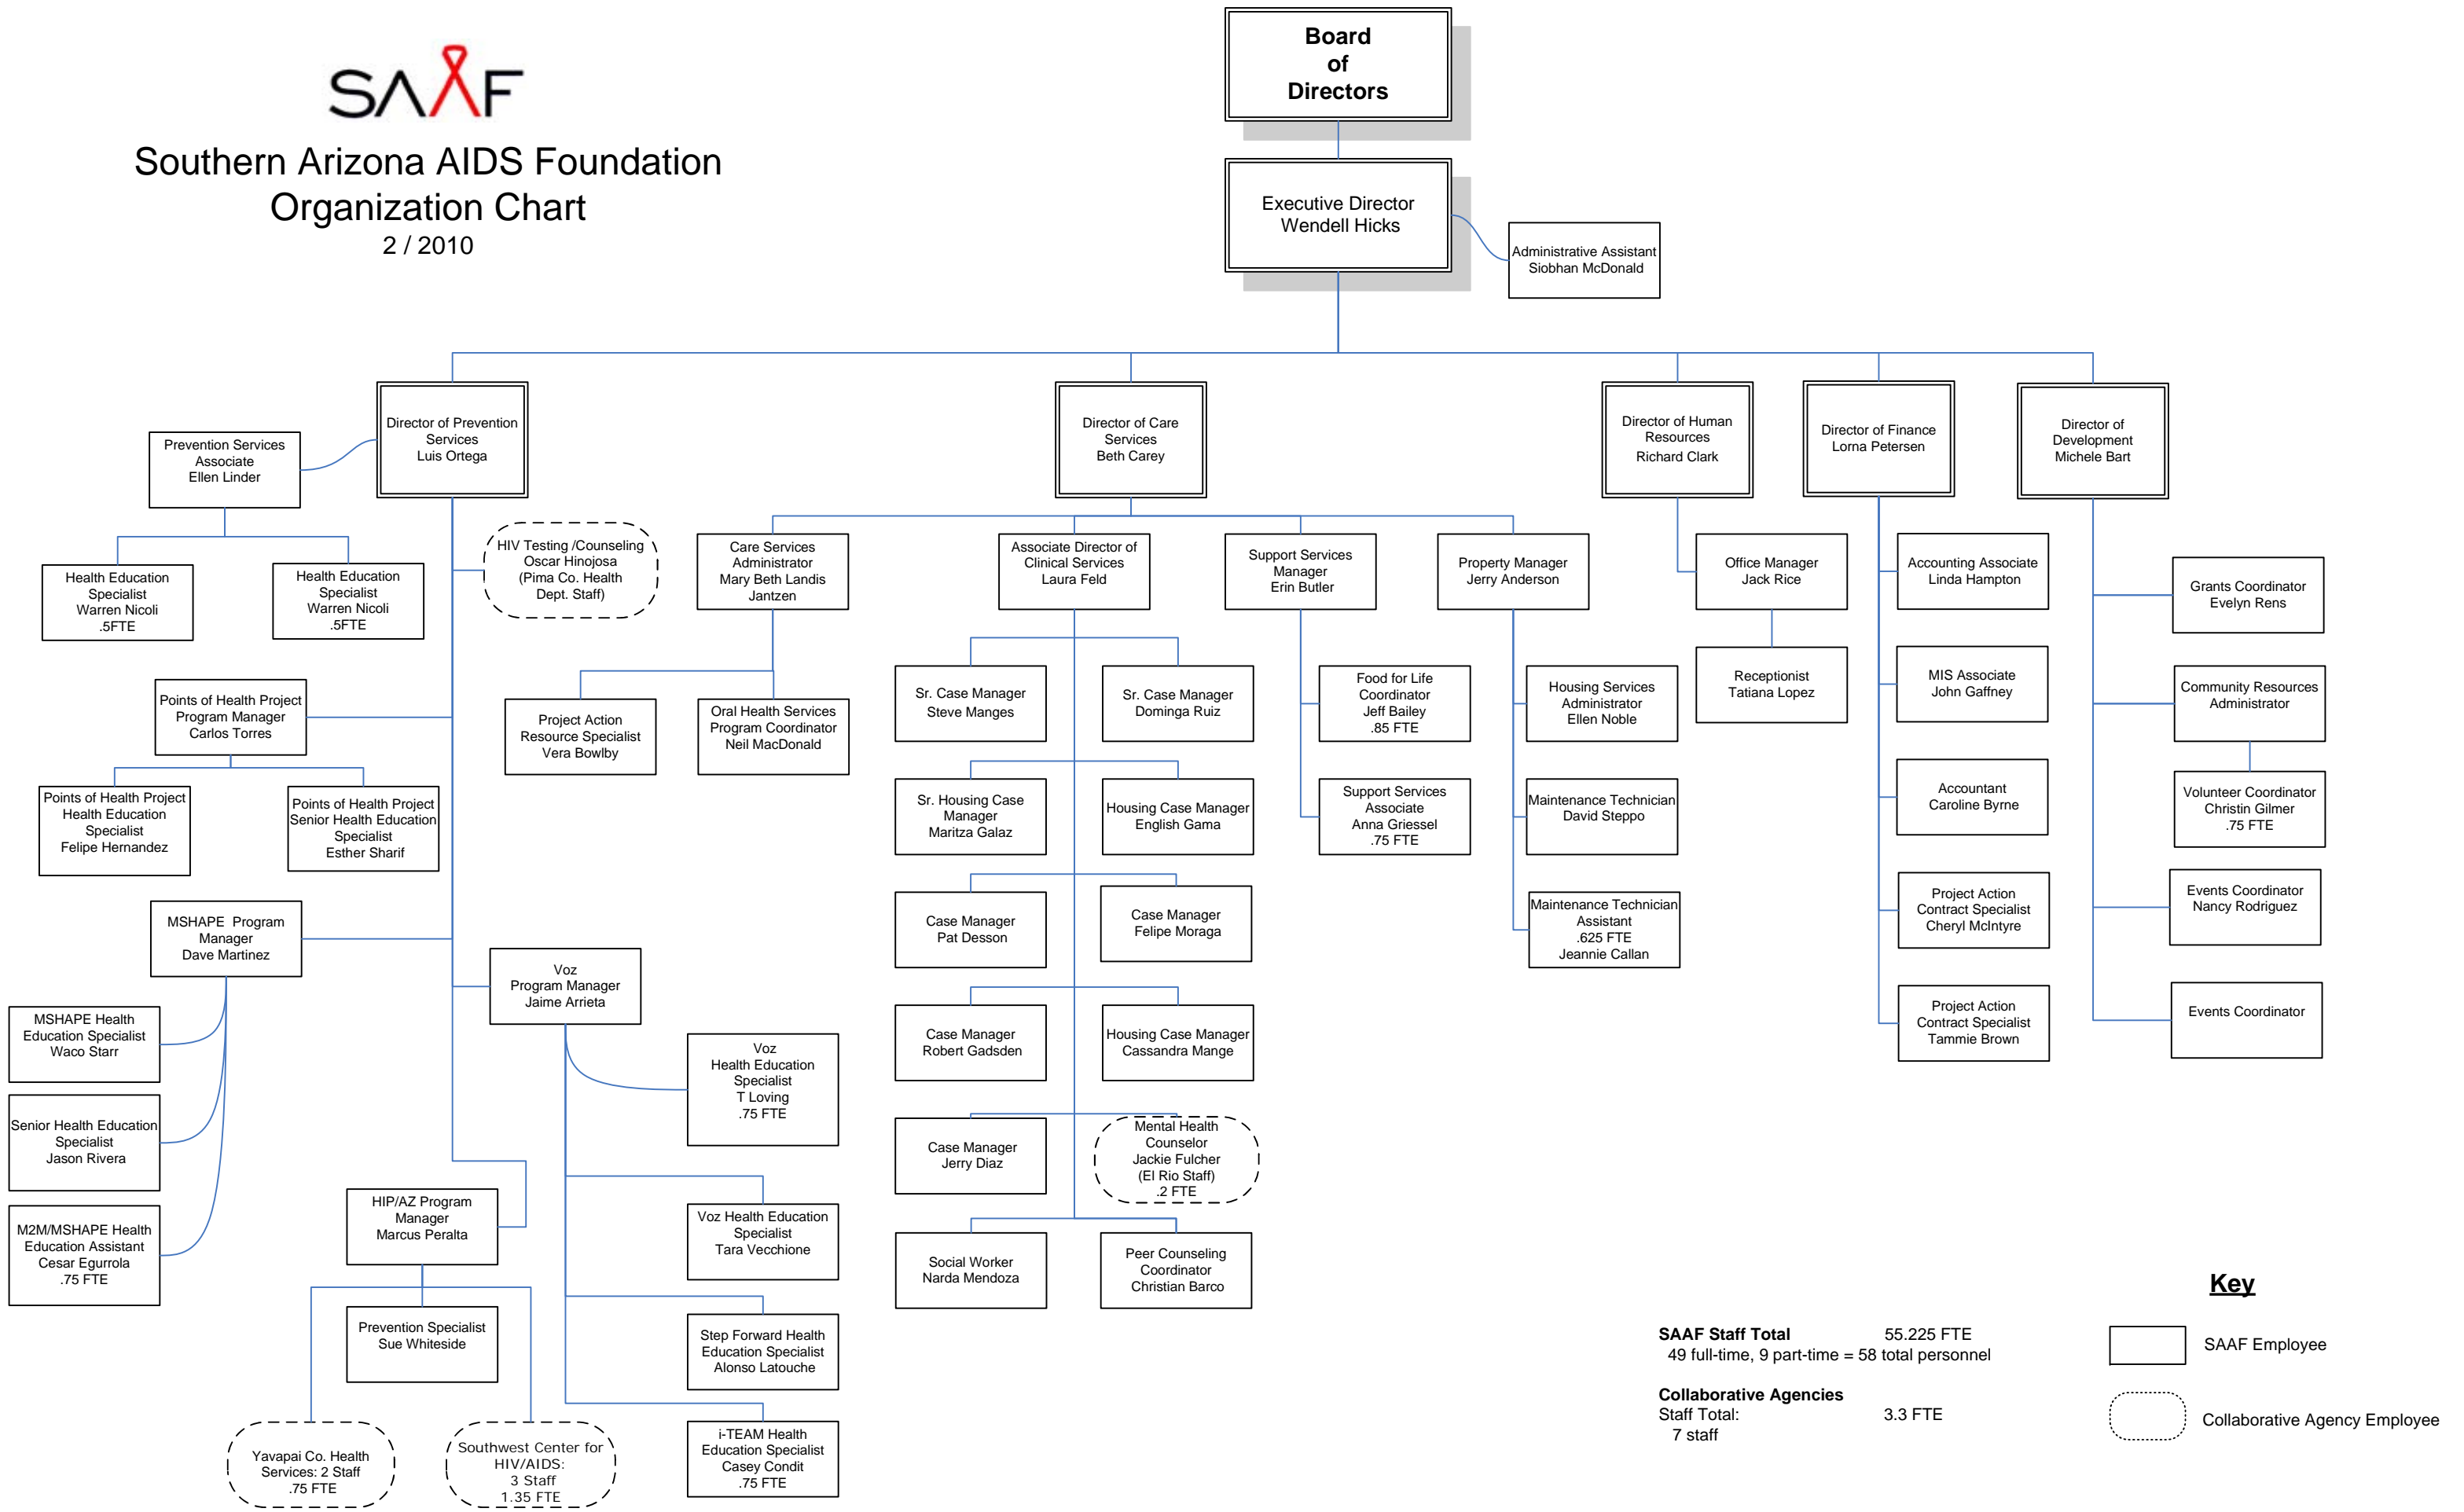 SAAF
Southern Arizona AIDS Foundation
Organization Chart
2 / 2010
Board
of
Directors
Executive Director
Wendell Hicks
Administrative Assistant
Siobhan McDonald
Director of Prevention
Services
Luis Ortega
Director of Care
Services
Beth Carey
Director of Human
Resources
Richard Clark
Director of Finance
Lorna Petersen
Director of
Development
Michele Bart
Prevention Services
Associate
Ellen Linder
Health Education
Specialist
Warren Nicoli
.5FTE
Health Education
Specialist
Warren Nicoli
.5FTE
HIV Testing /Counseling
Oscar Hinojosa
(Pima Co. Health
Dept. Staff)
Points of Health Project
Program Manager
Carlos Torres
Points of Health Project
Health Education
Specialist
Felipe Hernandez
Points of Health Project
Senior Health Education
Specialist
Esther Sharif
MSHAPE  Program
Manager
Dave Martinez
MSHAPE Health
Education Specialist
Waco Starr
Senior Health Education
Specialist
Jason Rivera
M2M/MSHAPE Health
Education Assistant
Cesar Egurrola
.75 FTE
Voz
Program Manager
Jaime Arrieta
Voz
Health Education
Specialist
T Loving
.75 FTE
Voz Health Education
Specialist
Tara Vecchione
Step Forward Health
Education Specialist
Alonso Latouche
i-TEAM Health
Education Specialist
Casey Condit
.75 FTE
HIP/AZ Program
Manager
Marcus Peralta
Prevention Specialist
Sue Whiteside
Yavapai Co. Health
Services: 2 Staff
.75 FTE
Southwest Center for
HIV/AIDS:
3 Staff
1.35 FTE
Care Services
Administrator
Mary Beth Landis
Jantzen
Project Action
Resource Specialist
Vera Bowlby
Oral Health Services
Program Coordinator
Neil MacDonald
Associate Director of
Clinical Services
Laura Feld
Sr. Case Manager
Steve Manges
Sr. Case Manager
Dominga Ruiz
Sr. Housing Case
Manager
Maritza Galaz
Housing Case Manager
English Gama
Case Manager
Pat Desson
Case Manager
Felipe Moraga
Case Manager
Robert Gadsden
Housing Case Manager
Cassandra Mange
Case Manager
Jerry Diaz
Mental Health
Counselor
Jackie Fulcher
(El Rio Staff)
.2 FTE
Social Worker
Narda Mendoza
Peer Counseling
Coordinator
Christian Barco
Support Services
Manager
Erin Butler
Food for Life
Coordinator
Jeff Bailey
.85 FTE
Support Services
Associate
Anna Griessel
.75 FTE
Property Manager
Jerry Anderson
Housing Services
Administrator
Ellen Noble
Maintenance Technician
David Steppo
Maintenance Technician
Assistant
.625 FTE
Jeannie Callan
Office Manager
Jack Rice
Receptionist
Tatiana Lopez
Accounting Associate
Linda Hampton
MIS Associate
John Gaffney
Accountant
Caroline Byrne
Project Action
Contract Specialist
Cheryl McIntyre
Project Action
Contract Specialist
Tammie Brown
Grants Coordinator
Evelyn Rens
Community Resources
Administrator
Volunteer Coordinator
Christin Gilmer
.75 FTE
Events Coordinator
Nancy Rodriguez
Events Coordinator
SAAF Staff Total 55.225 FTE
49 full-time, 9 part-time = 58 total personnel
Collaborative Agencies
Staff Total: 3.3 FTE
7 staff
Key
SAAF Employee
Collaborative Agency Employee